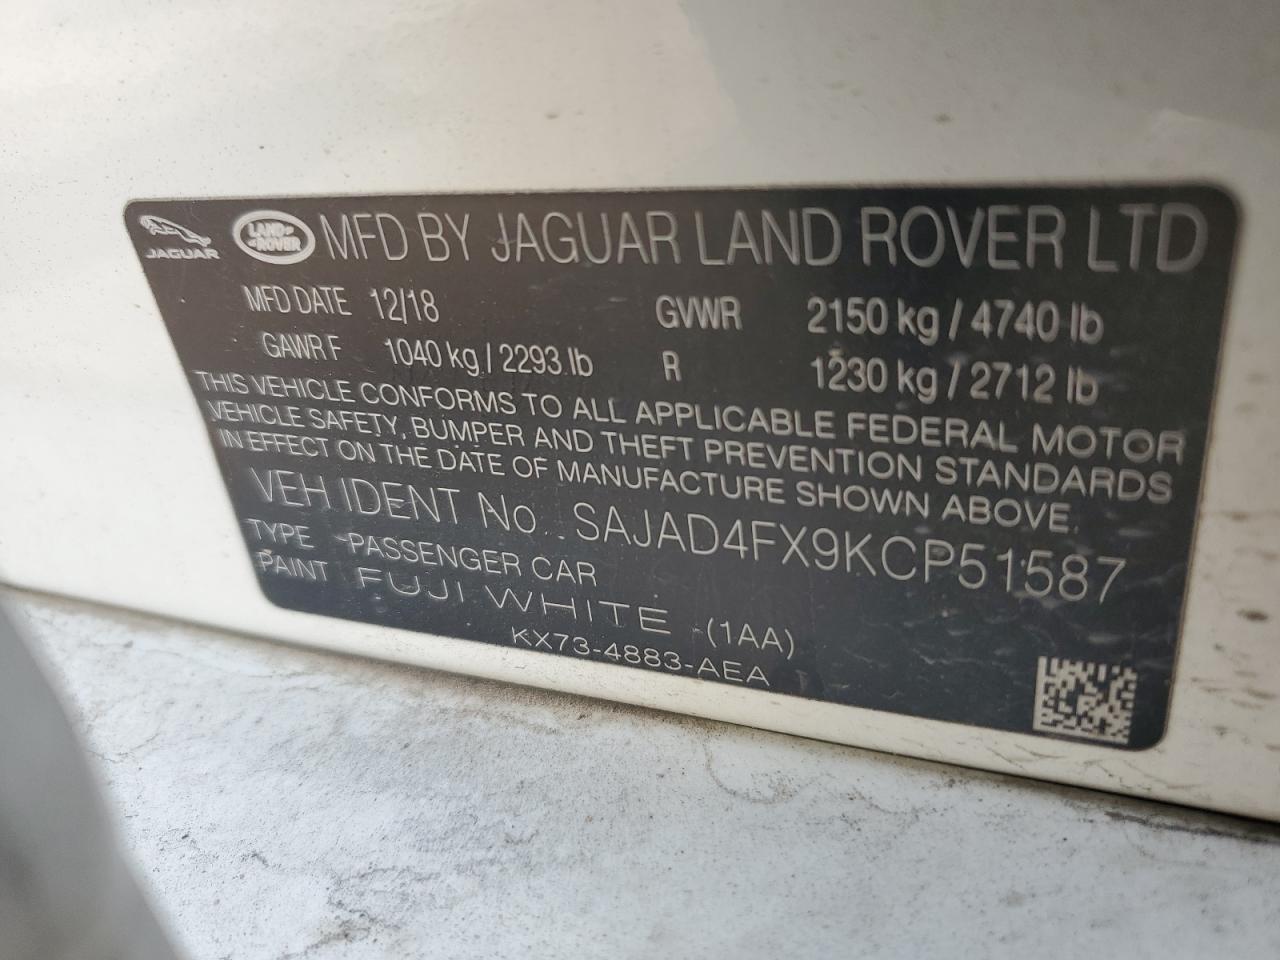 JAGUAR LAND ROVER MFD BY JAGUAR LAND ROVER LTD
MFD DATE 12/18 GVWR 2150 kg / 4740 lb
GAWR F 1040 kg / 2293 lb R 1230 kg / 2712 lb
THIS VEHICLE CONFORMS TO ALL APPLICABLE FEDERAL MOTOR
VEHICLE SAFETY, BUMPER AND THEFT PREVENTION STANDARDS
IN EFFECT ON THE DATE OF MANUFACTURE SHOWN ABOVE.
VEH IDENT No. SAJAD4FX9KCP51587
TYPE PASSENGER CAR
PAINT FUJI WHITE (1AA)
KX73-4883-AEA